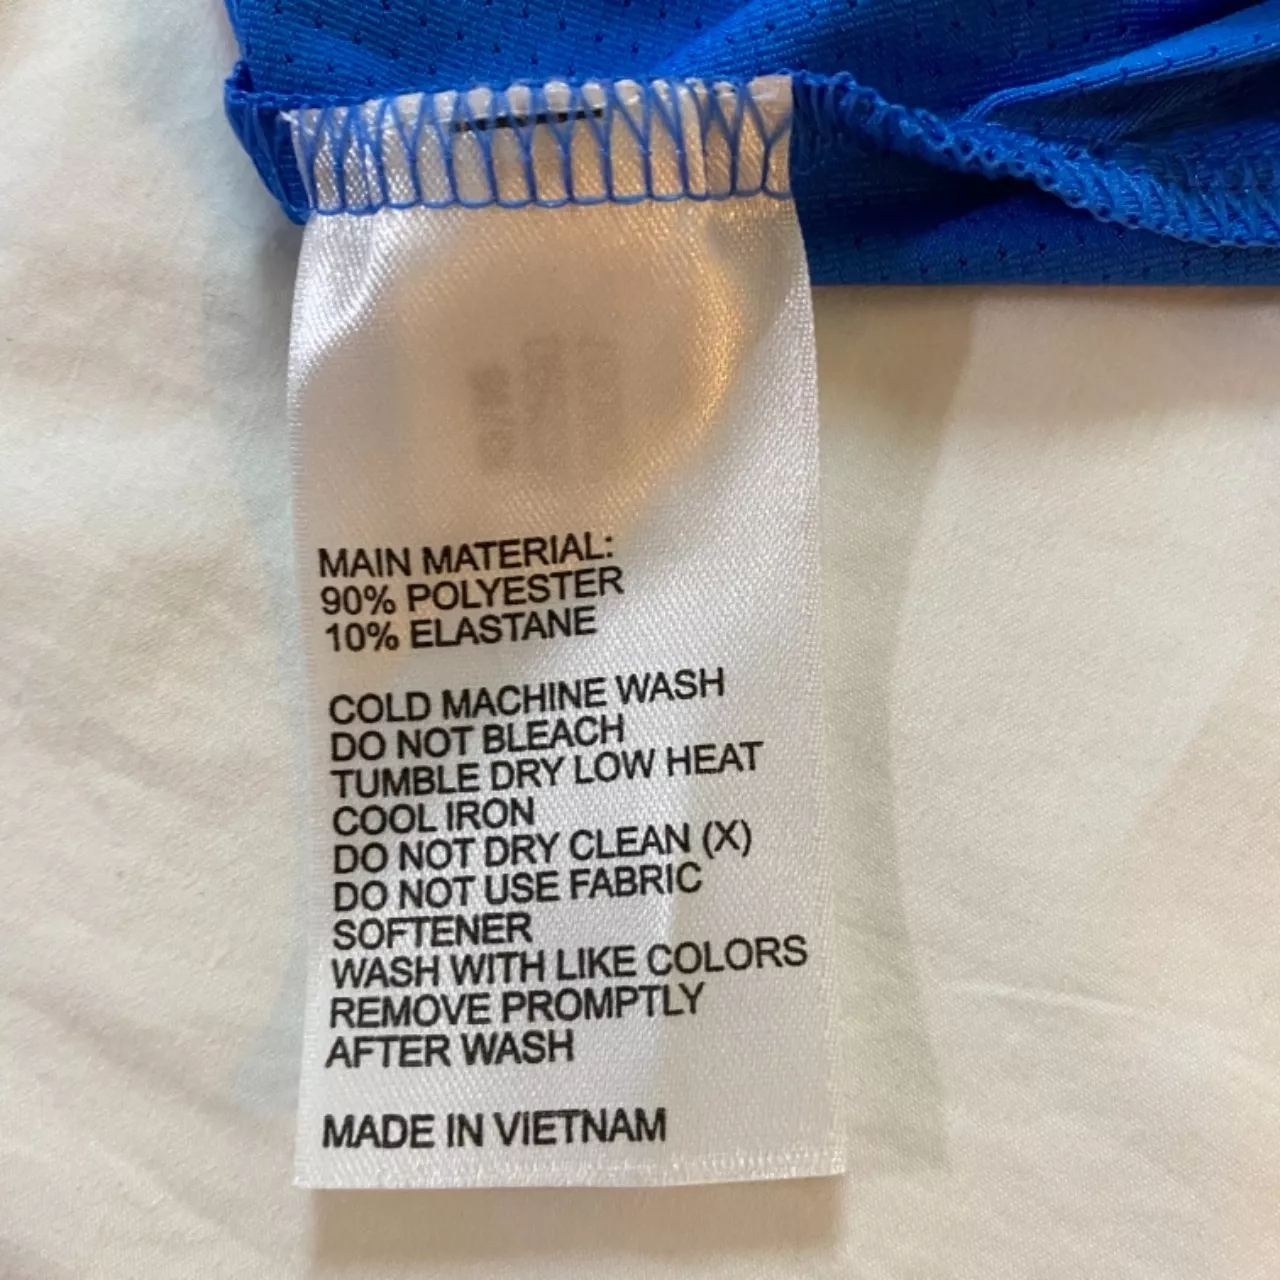 MAIN MATERIAL:
90% POLYESTER
10% ELASTANE
COLD MACHINE WASH
DO NOT BLEACH
TUMBLE DRY LOW HEAT
COOL IRON
DO NOT DRY CLEAN (X)
DO NOT USE FABRIC
SOFTENER
WASH WITH LIKE COLORS
REMOVE PROMPTLY
AFTER WASH
MADE IN VIETNAM